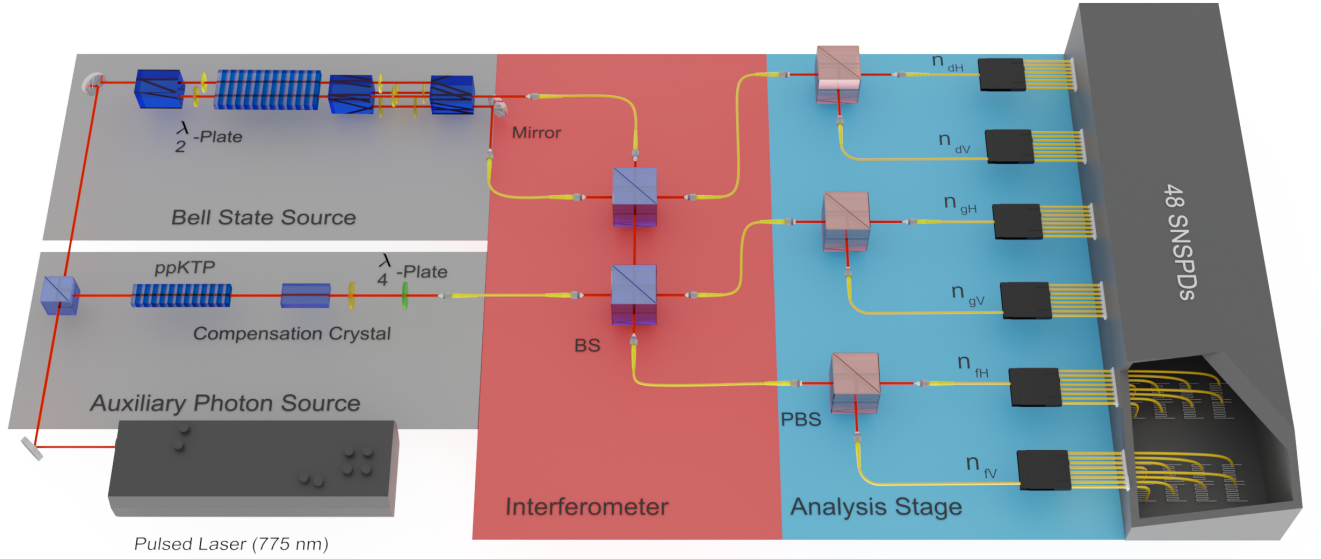 λ
2 -Plate
Mirror
Bell State Source
ppKTP
λ
4 -Plate
Compensation Crystal
Auxiliary Photon Source
Pulsed Laser (775 nm)
BS
Interferometer
PBS
Analysis Stage
n dH
n dV
n gH
n gV
n fH
n fV
48 SNSPDs